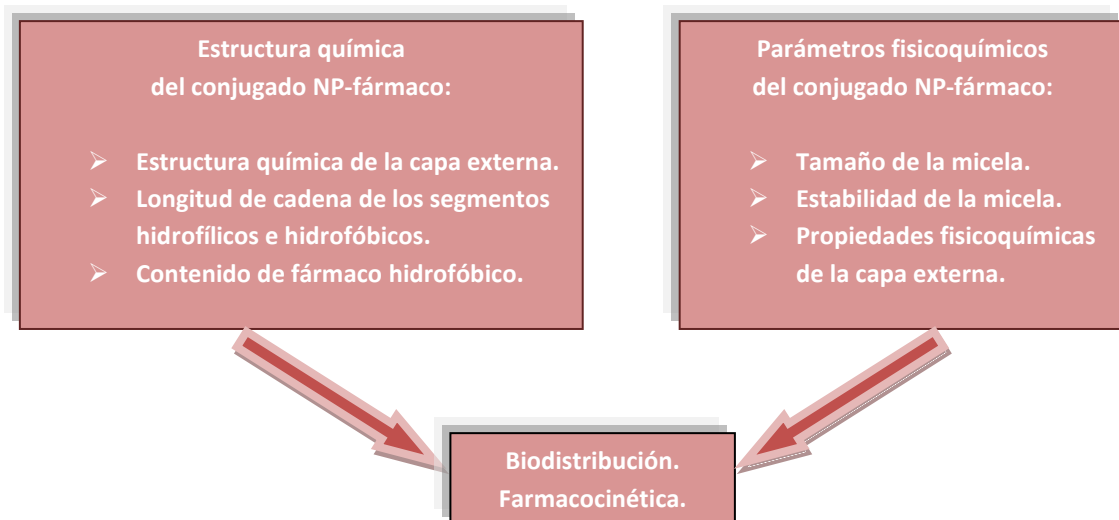 Estructura química
del conjugado NP-fármaco:
➢ Estructura química de la capa externa.
➢ Longitud de cadena de los segmentos
hidrofílicos e hidrofóbicos.
➢ Contenido de fármaco hidrofóbico.
Parámetros fisicoquímicos
del conjugado NP-fármaco:
➢ Tamaño de la micela.
➢ Estabilidad de la micela.
➢ Propiedades fisicoquímicas
de la capa externa.
Biodistribución.
Farmacocinética.